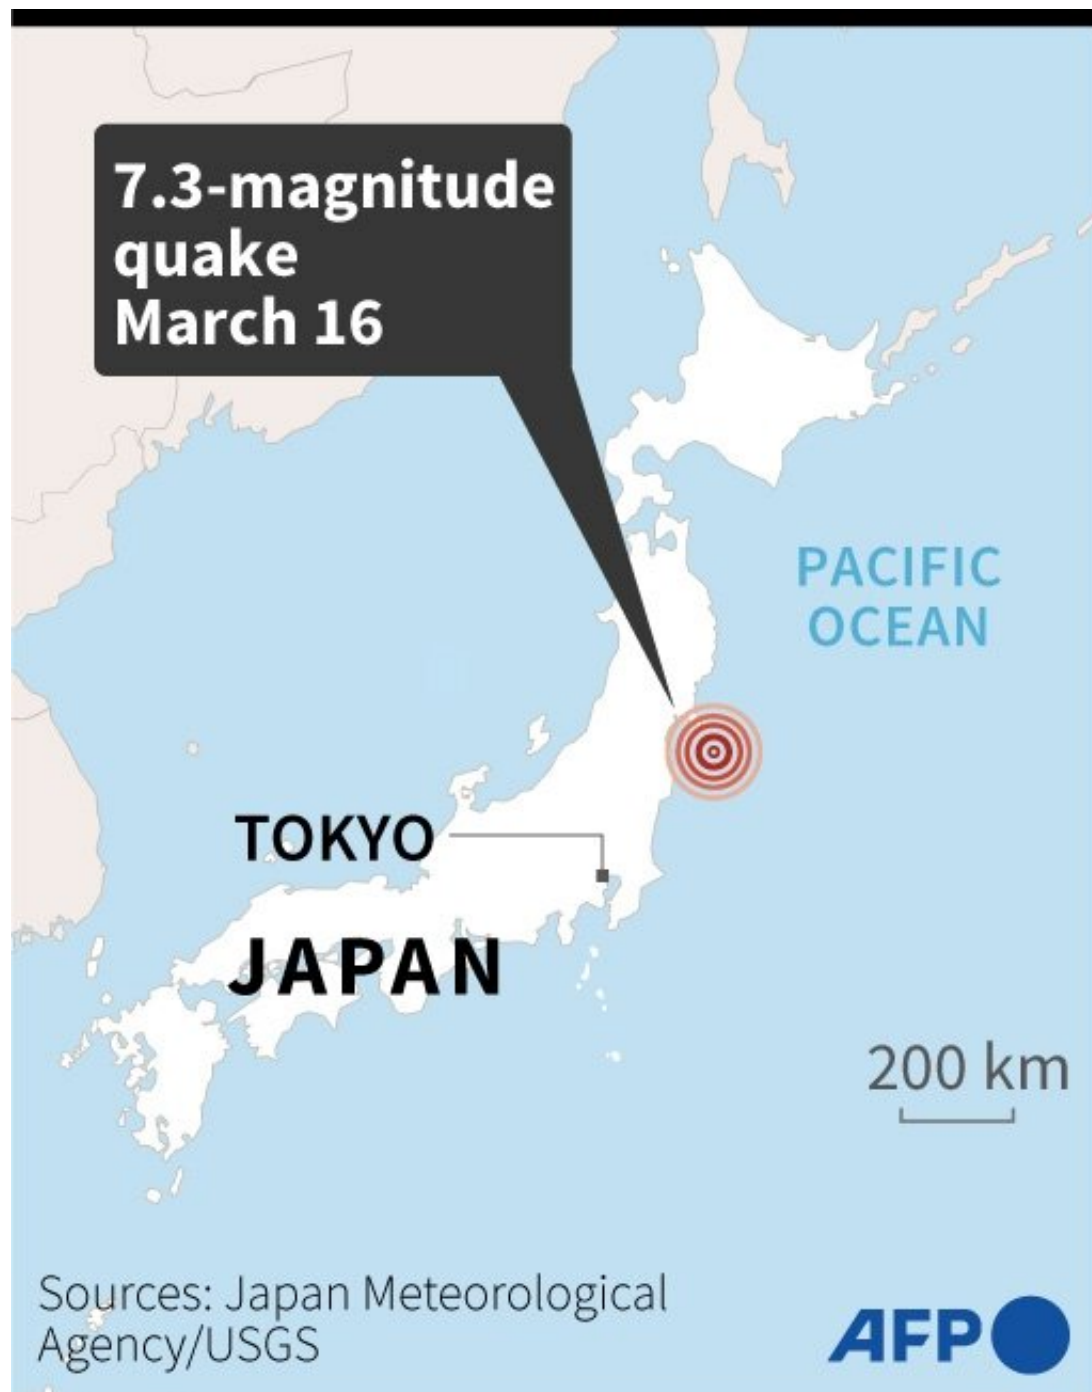 7.3-magnitude
quake
March 16
PACIFIC
OCEAN
TOKYO
JAPAN
200 km
Sources: Japan Meteorological
Agency/USGS
AFP